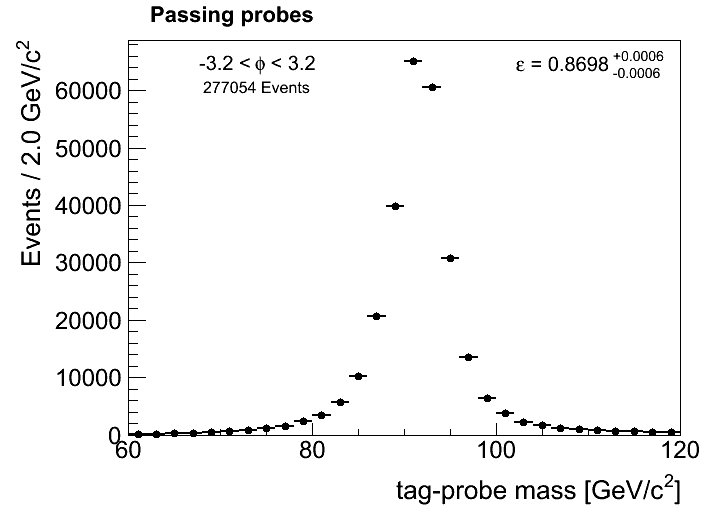 Passing probes
-3.2 < ϕ < 3.2
277054 Events
ε = 0.8698 +0.0006 -0.0006
Events / 2.0 GeV/c²
60000
50000
40000
30000
20000
10000
0
60 80 100 120
tag-probe mass [GeV/c²]